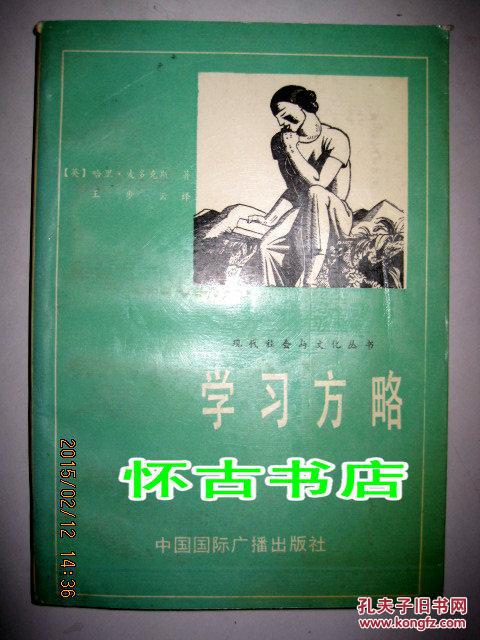 【英】哈里·麦多克斯 著
王步云 译
现代社会与文化丛书
学习方略
怀古书店
中国国际广播出版社
2015/02/12 14:36
孔夫子旧书网
www.kongfz.com